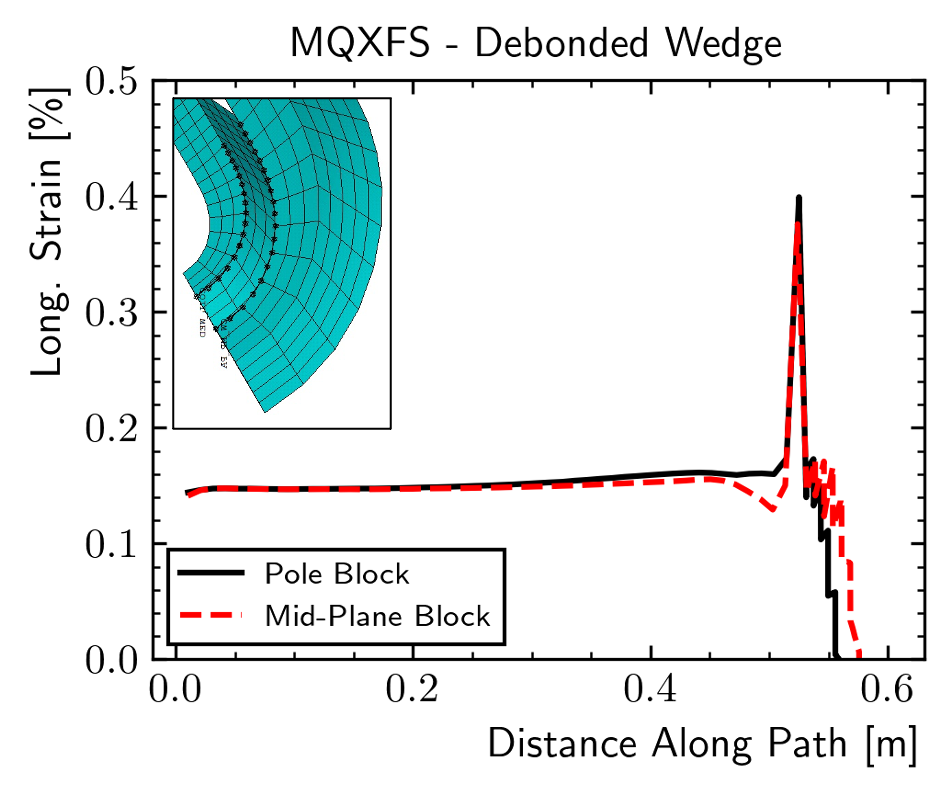 MQXFS - Debonded Wedge
Long. Strain [%]
0.5
0.4
0.3
0.2
0.1
0.0
Pole Block
Mid-Plane Block
0.0 0.2 0.4 0.6
Distance Along Path [m]